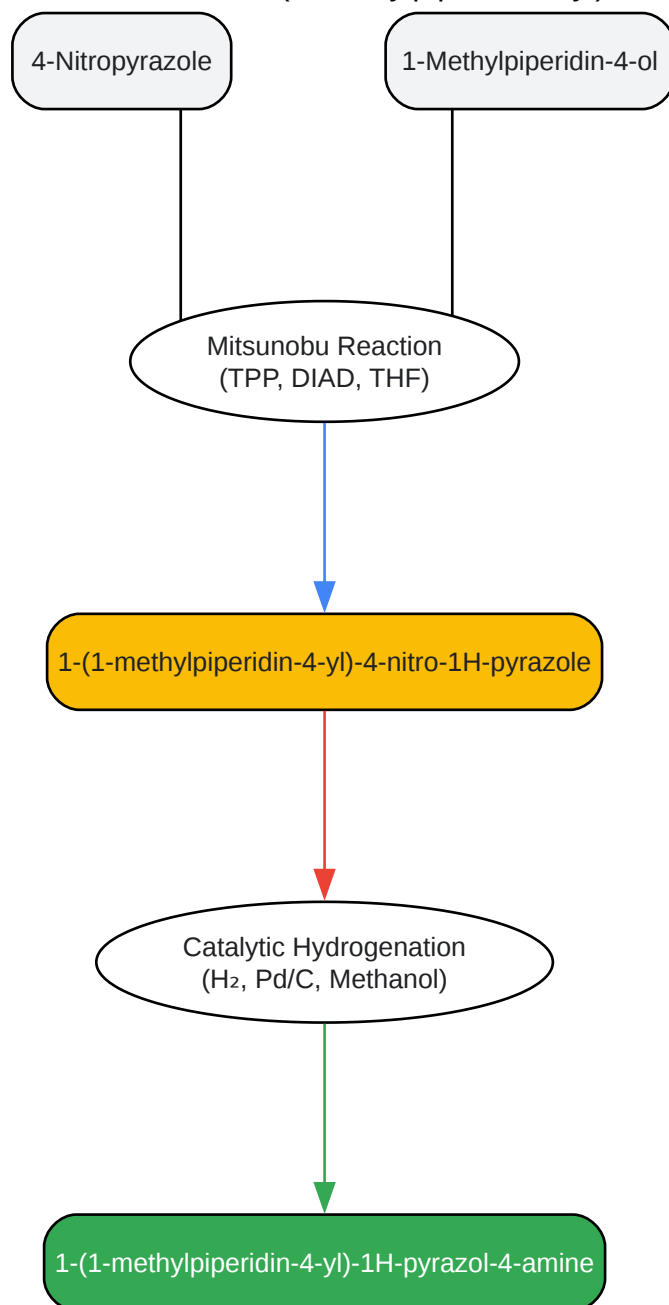 4-Nitropyrazole
1-Methylpiperidin-4-ol
Mitsunobu Reaction
(TPP, DIAD, THF)
1-(1-methylpiperidin-4-yl)-4-nitro-1H-pyrazole
Catalytic Hydrogenation
(H₂, Pd/C, Methanol)
1-(1-methylpiperidin-4-yl)-1H-pyrazol-4-amine